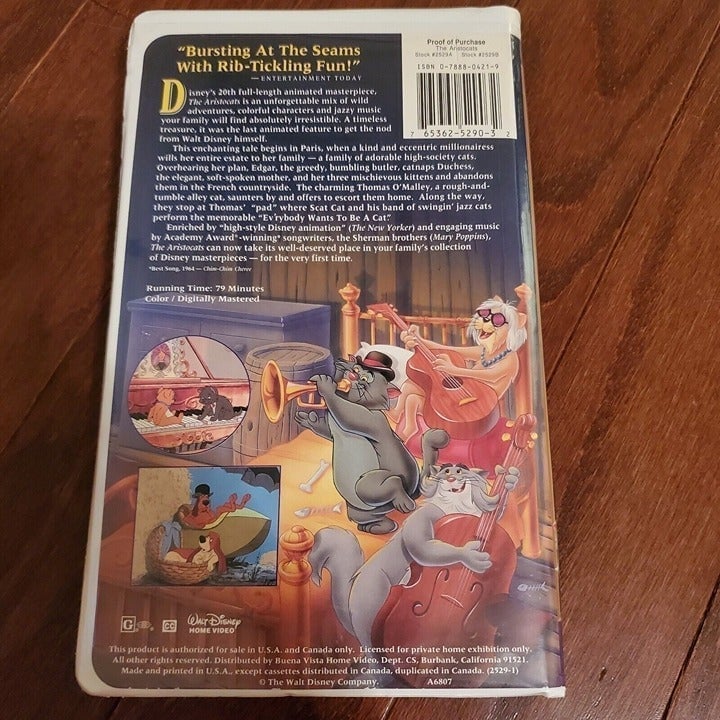 "Bursting At The Seams
With Rib-Tickling Fun!"
—ENTERTAINMENT TODAY
Proof of Purchase
The Aristocats
Stock #2529A Stock #2529B
ISBN 0-7888-0421-9
7 65362-5290-3 2
Disney's 20th full-length animated masterpiece,
The Aristocats is an unforgettable mix of wild
adventures, colorful characters and jazzy music
your family will find absolutely irresistible. A timeless
treasure, it was the last animated feature to get the nod
from Walt Disney himself.
This enchanting tale begins in Paris, when a kind and eccentric millionairess
wills her entire estate to her family — a family of adorable high-society cats.
Overhearing her plan, Edgar, the greedy, bumbling butler, catnaps Duchess,
the elegant, soft-spoken mother, and her three mischievous kittens and abandons
them in the French countryside. The charming Thomas O'Malley, a rough-and-
tumble alley cat, saunters by and offers to escort them home. Along the way,
they stop at Thomas' "pad" where Scat Cat and his band of swingin' jazz cats
perform the memorable "Ev'rybody Wants To Be A Cat."
Enriched by "high-style Disney animation" (The New Yorker) and engaging music
by Academy Award®-winning* songwriters, the Sherman brothers (Mary Poppins),
The Aristocats can now take its well-deserved place in your family's collection
of Disney masterpieces — for the very first time.
*Best Song, 1964 — Chim-Chim Cheree
Running Time: 79 Minutes
Color / Digitally Mastered
G CC Walt Disney
HOME VIDEO
This product is authorized for sale in U.S.A. and Canada only. Licensed for private home exhibition only.
All other rights reserved. Distributed by Buena Vista Home Video, Dept. CS, Burbank, California 91521.
Made and printed in U.S.A., except cassettes distributed in Canada, duplicated in Canada. (2529-1)
© The Walt Disney Company. A6807